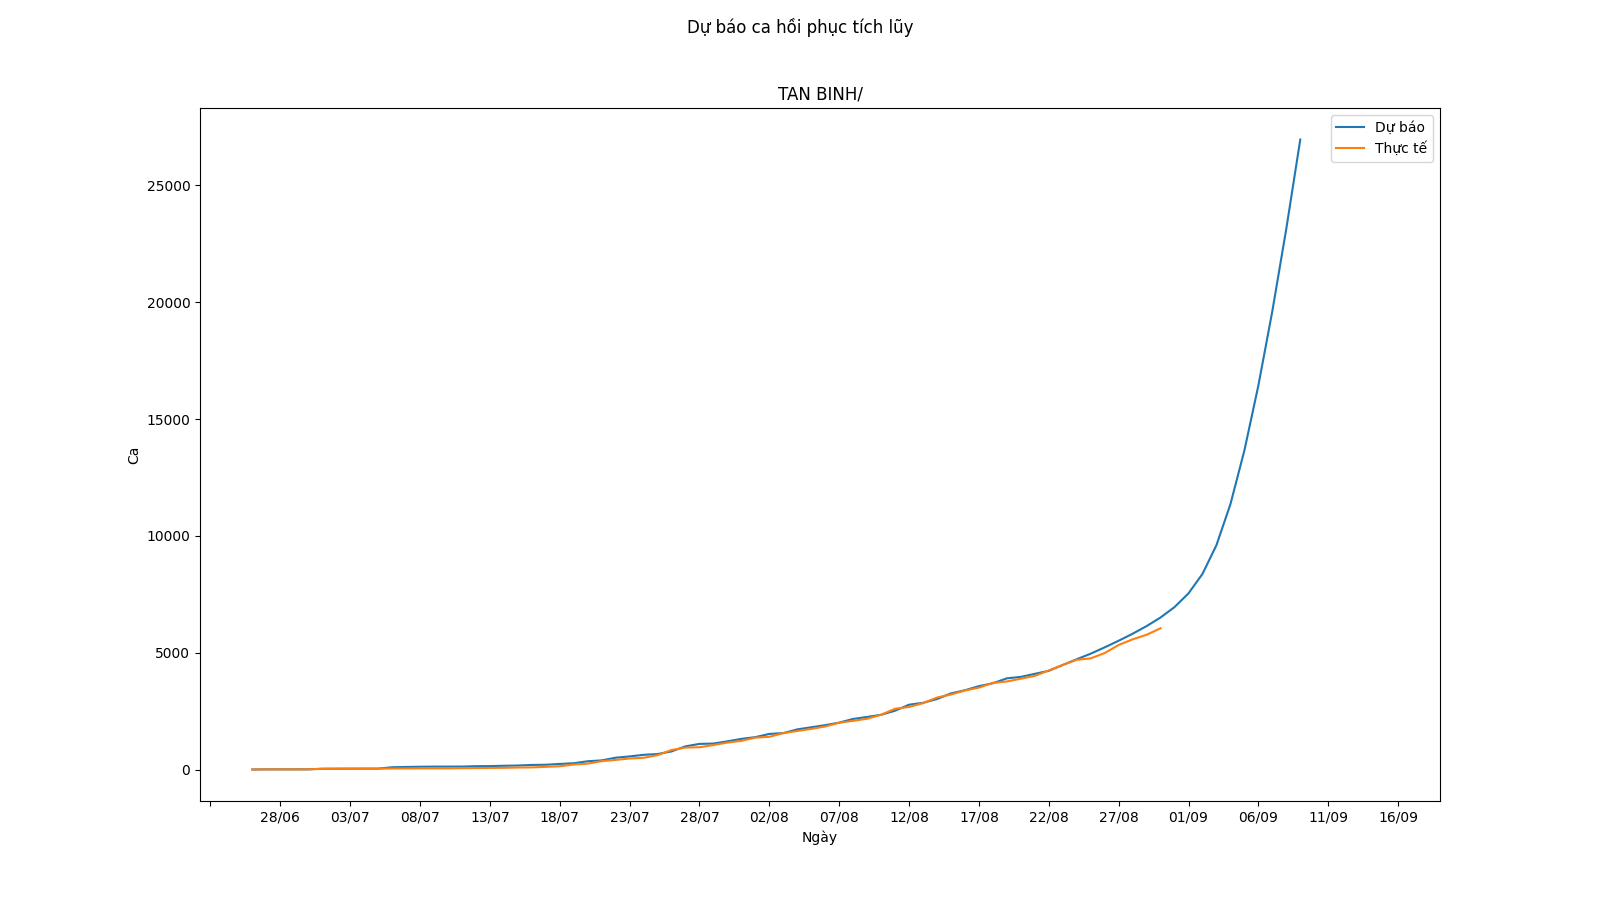 Dự báo ca hồi phục tích lũy
TAN BINH/
Dự báo
Thực tế
25000
20000
15000
10000
5000
0
Ca
28/06 03/07 08/07 13/07 18/07 23/07 28/07 02/08 07/08 12/08 17/08 22/08 27/08 01/09 06/09 11/09 16/09
Ngày